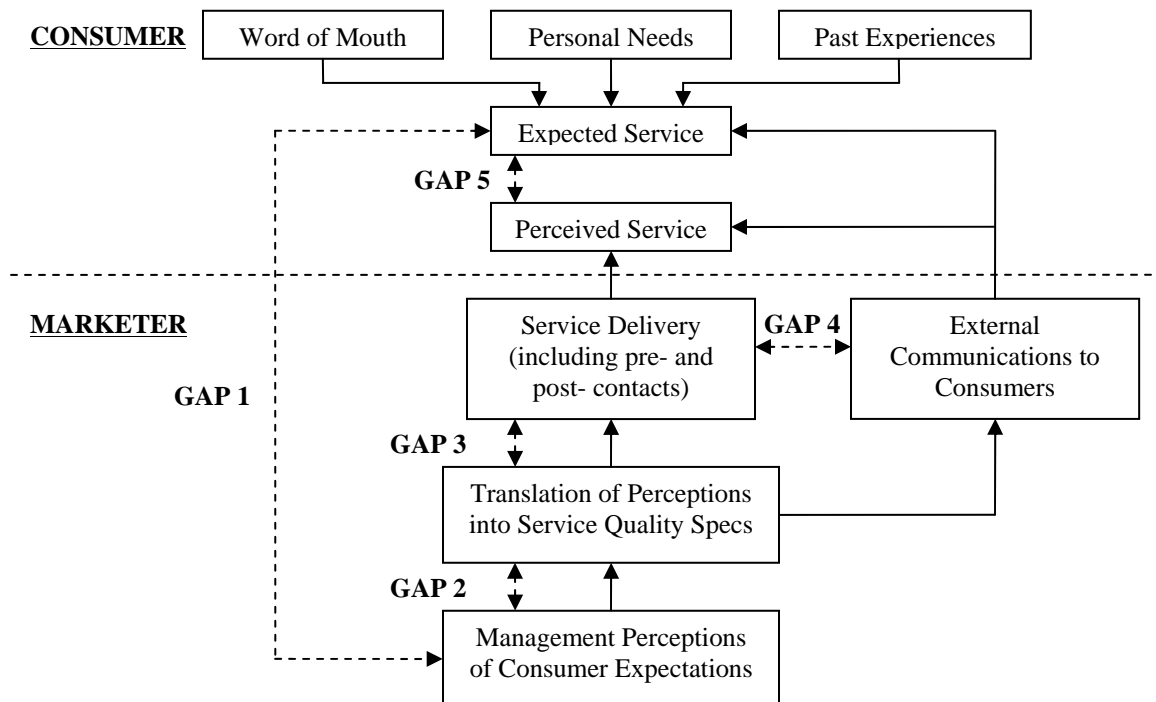 CONSUMER
Word of Mouth
Personal Needs
Past Experiences
Expected Service
GAP 5
Perceived Service
MARKETER
Service Delivery
(including pre- and
post- contacts)
GAP 4
External
Communications to
Consumers
GAP 1
GAP 3
Translation of Perceptions
into Service Quality Specs
GAP 2
Management Perceptions
of Consumer Expectations